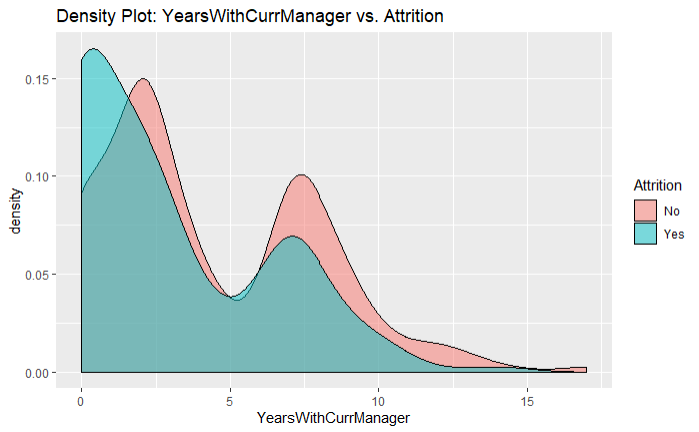 Density Plot: YearsWithCurrManager vs. Attrition
0.15
0.10
0.05
0.00
density
0
5
10
15
YearsWithCurrManager
Attrition
No
Yes